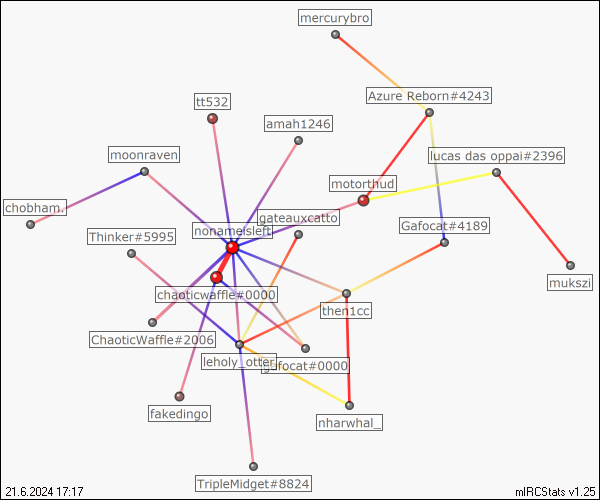 mercurybro
Azure Reborn#4243
tt532
amah1246
moonraven
lucas das oppai#2396
motorthud
chobham.
gateauxcatto
Gafocat#4189
nonameisleft
Thinker#5995
mukszi
chaoticwaffle#0000
then1cc
ChaoticWaffle#2006
leholy_otter
gafocat#0000
fakedingo
nharwhal_
TripleMidget#8824
21.6.2024 17:17
mIRCStats v1.25